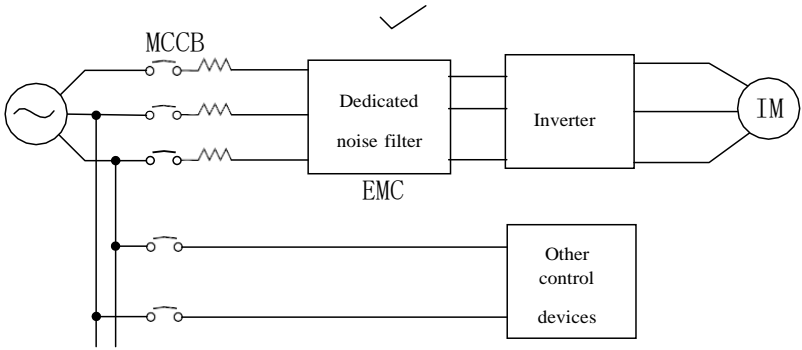 MCCB
Dedicated
noise filter
EMC
Inverter
IM
Other
control
devices